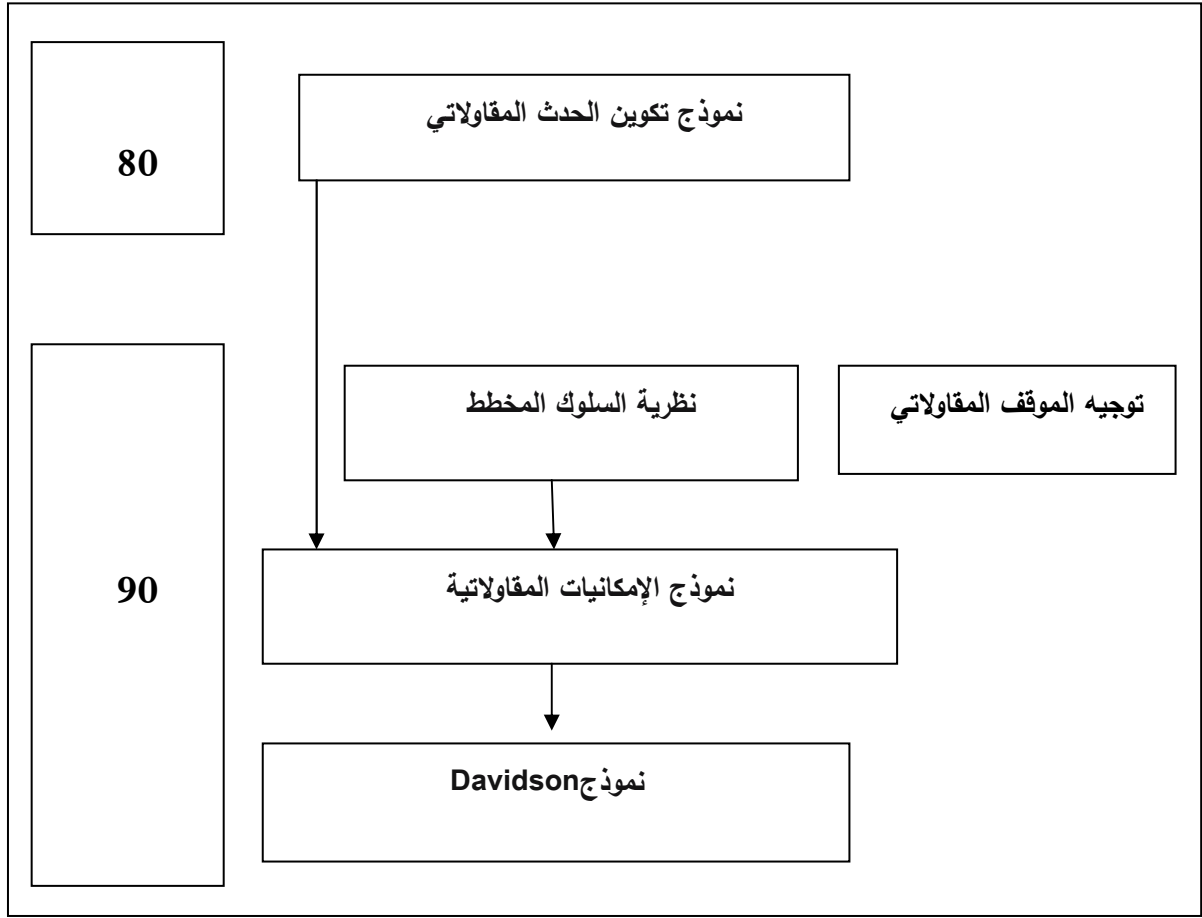 80
نموذج تكوين الحدث المقاولاتي
90
نظرية السلوك المخطط
توجيه الموقف المقاولاتي
نموذج الإمكانيات المقاولاتية
نموذجDavidson